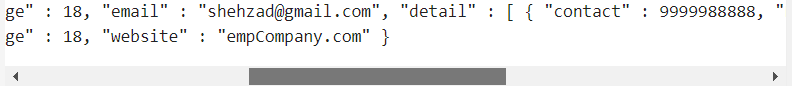 ge" : 18, "email" : "shehzad@gmail.com", "detail" : [ { "contact" : 9999988888, "
ge" : 18, "website" : "empCompany.com" }